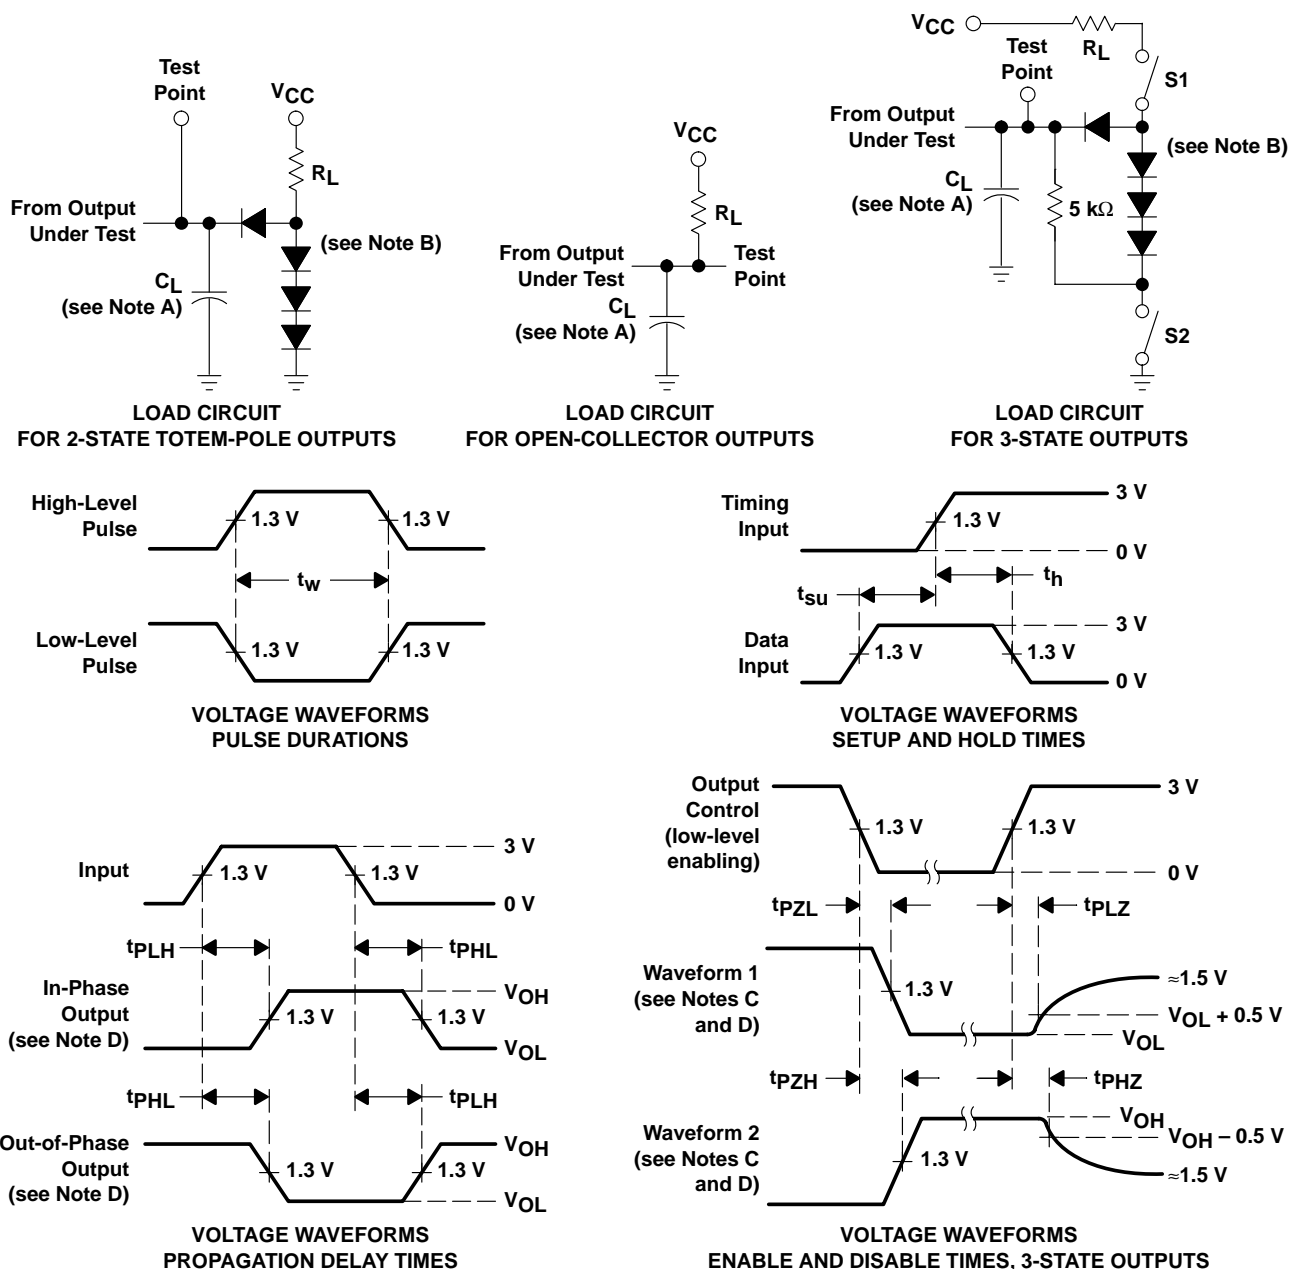 Test
Point
VCC
RL
From Output
Under Test
(see Note B)
CL
(see Note A)
LOAD CIRCUIT
FOR 2-STATE TOTEM-POLE OUTPUTS
VCC
RL
From Output
Under Test
Test
Point
CL
(see Note A)
LOAD CIRCUIT
FOR OPEN-COLLECTOR OUTPUTS
VCC
RL
Test
Point
S1
From Output
Under Test
(see Note B)
CL
(see Note A)
5 kΩ
S2
LOAD CIRCUIT
FOR 3-STATE OUTPUTS
High-Level
Pulse
1.3 V
1.3 V
tw
Low-Level
Pulse
1.3 V
1.3 V
VOLTAGE WAVEFORMS
PULSE DURATIONS
Timing
Input
3 V
1.3 V
0 V
th
tsu
Data
Input
3 V
1.3 V
1.3 V
0 V
VOLTAGE WAVEFORMS
SETUP AND HOLD TIMES
Input
3 V
1.3 V
1.3 V
0 V
tPLH
tPHL
In-Phase
Output
(see Note D)
VOH
1.3 V
1.3 V
VOL
tPHL
tPLH
Out-of-Phase
Output
(see Note D)
VOH
1.3 V
1.3 V
VOL
VOLTAGE WAVEFORMS
PROPAGATION DELAY TIMES
Output
Control
(low-level
enabling)
3 V
1.3 V
1.3 V
0 V
tPZL
tPLZ
Waveform 1
(see Notes C
and D)
1.3 V
≈1.5 V
VOL + 0.5 V
VOL
tPZH
tPHZ
Waveform 2
(see Notes C
and D)
1.3 V
VOH
VOH – 0.5 V
≈1.5 V
VOLTAGE WAVEFORMS
ENABLE AND DISABLE TIMES, 3-STATE OUTPUTS